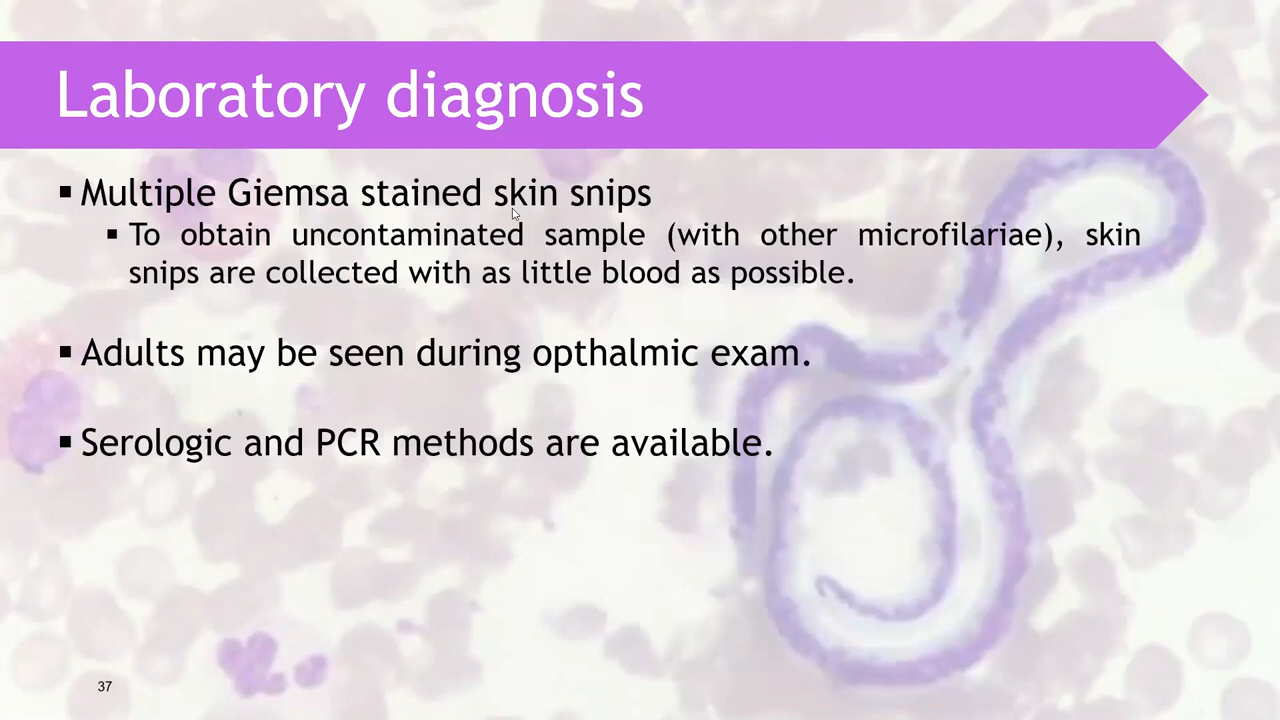 Laboratory diagnosis
▪ Multiple Giemsa stained skin snips
▪ To obtain uncontaminated sample (with other microfilariae), skin
snips are collected with as little blood as possible.
▪ Adults may be seen during opthalmic exam.
▪ Serologic and PCR methods are available.
37